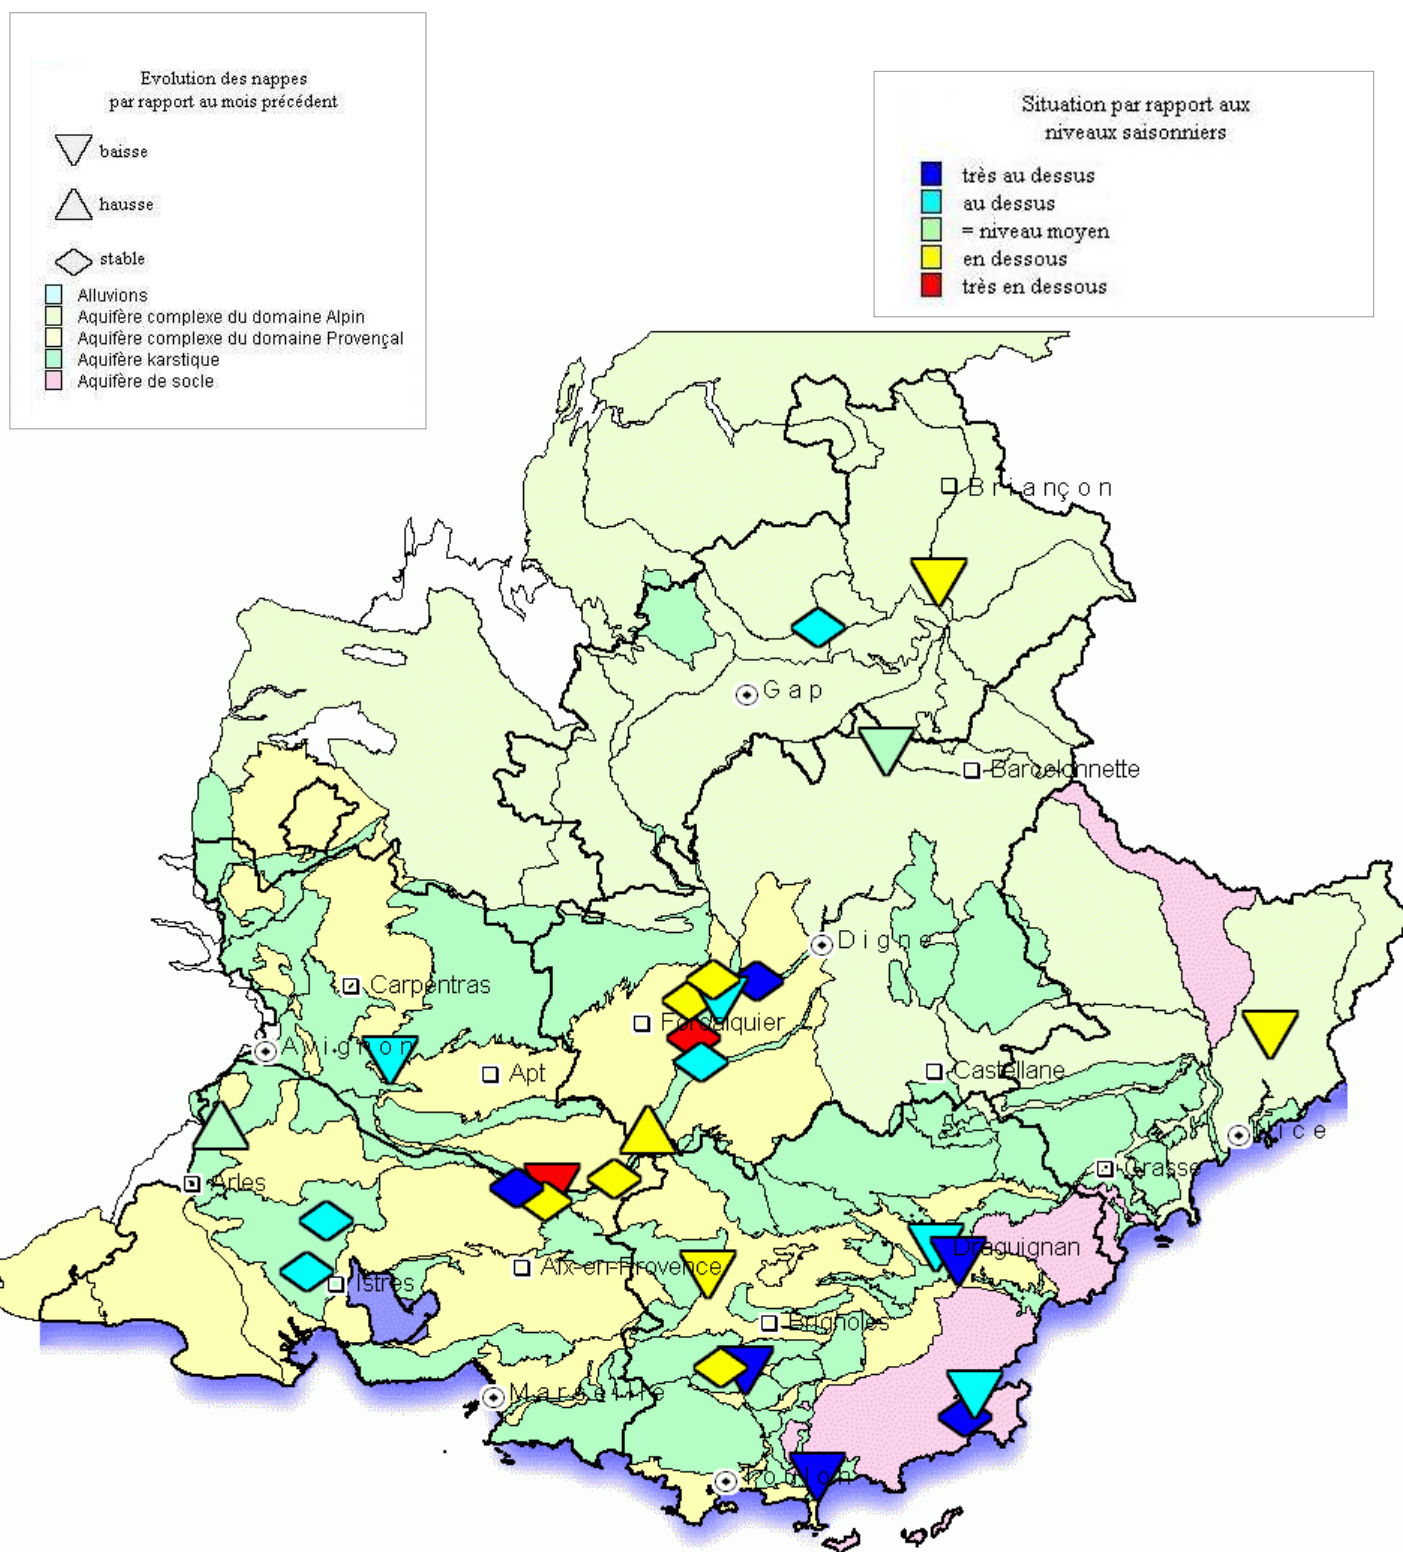 Evolution des nappes
par rapport au mois précédent
baisse
hausse
stable
Alluvions
Aquifère complexe du domaine Alpin
Aquifère complexe du domaine Provençal
Aquifère karstique
Aquifère de socle
Situation par rapport aux
niveaux saisonniers
très au dessus
au dessus
= niveau moyen
en dessous
très en dessous
Briançon
Gap
Barcelonnette
Digne
Carpentras
Forcalquier
Avignon
Apt
Castellane
Nice
Grasse
Arles
Draguignan
Aix-en-Provence
Istres
Brignoles
Marseille
Toulon